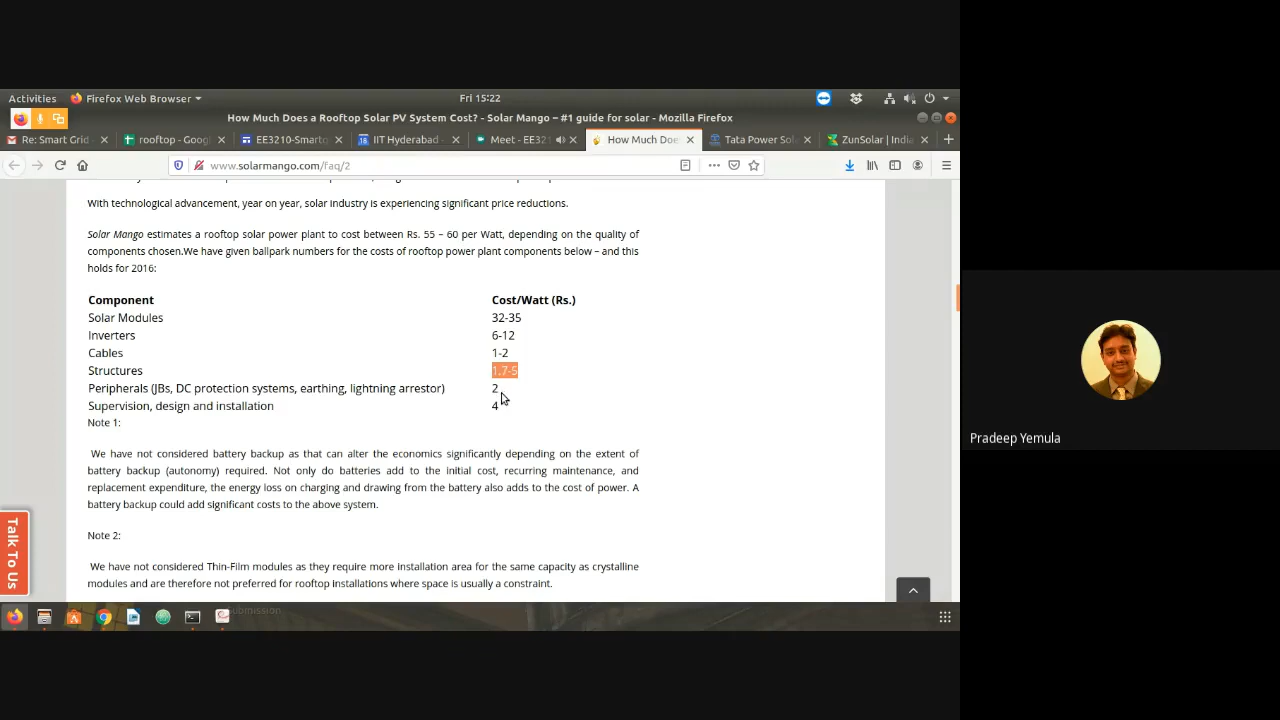 Activities
Firefox Web Browser
Fri 15:22
How Much Does a Rooftop Solar PV System Cost? - Solar Mango – #1 guide for solar - Mozilla Firefox
Re: Smart Grid
rooftop - Goog
EE3210-Smart
IIT Hyderabad
Meet - EE321
How Much Doe
Tata Power So
ZunSolar | India
www.solarmango.com/faq/2
With technological advancement, year on year, solar industry is experiencing significant price reductions.
Solar Mango estimates a rooftop solar power plant to cost between Rs. 55 – 60 per Watt, depending on the quality of
components chosen.We have given ballpark numbers for the costs of rooftop power plant components below – and this
holds for 2016:
Component Cost/Watt (Rs.)
Solar Modules 32-35
Inverters 6-12
Cables 1-2
Structures 1.7-5
Peripherals (JBs, DC protection systems, earthing, lightning arrestor) 2
Supervision, design and installation 4
Note 1:
We have not considered battery backup as that can alter the economics significantly depending on the extent of
battery backup (autonomy) required. Not only do batteries add to the initial cost, recurring maintenance, and
replacement expenditure, the energy loss on charging and drawing from the battery also adds to the cost of power. A
battery backup could add significant costs to the above system.
Note 2:
We have not considered Thin-Film modules as they require more installation area for the same capacity as crystalline
modules and are therefore not preferred for rooftop installations where space is usually a constraint.
Talk To Us
Submission
Pradeep Yemula